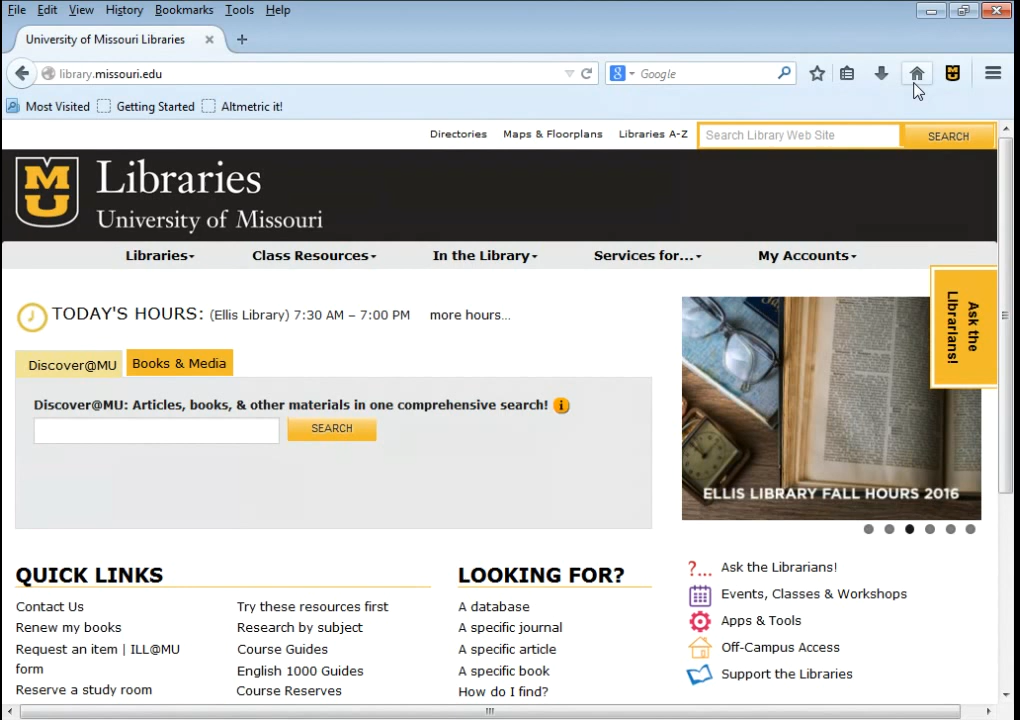 File Edit View History Bookmarks Tools Help
University of Missouri Libraries
library.missouri.edu
Google
Most Visited Getting Started Altmetric it!
Directories Maps & Floorplans Libraries A-Z Search Library Web Site SEARCH
MU
Libraries
University of Missouri
Libraries Class Resources In the Library Services for... My Accounts
Ask the
Librarians!
TODAY'S HOURS: (Ellis Library) 7:30 AM – 7:00 PM more hours...
Discover@MU Books & Media
Discover@MU: Articles, books, & other materials in one comprehensive search! i
SEARCH
ELLIS LIBRARY FALL HOURS 2016
QUICK LINKS
Contact Us
Renew my books
Request an item | ILL@MU
form
Reserve a study room
Try these resources first
Research by subject
Course Guides
English 1000 Guides
Course Reserves
LOOKING FOR?
A database
A specific journal
A specific article
A specific book
How do I find?
?... Ask the Librarians!
Events, Classes & Workshops
Apps & Tools
Off-Campus Access
Support the Libraries